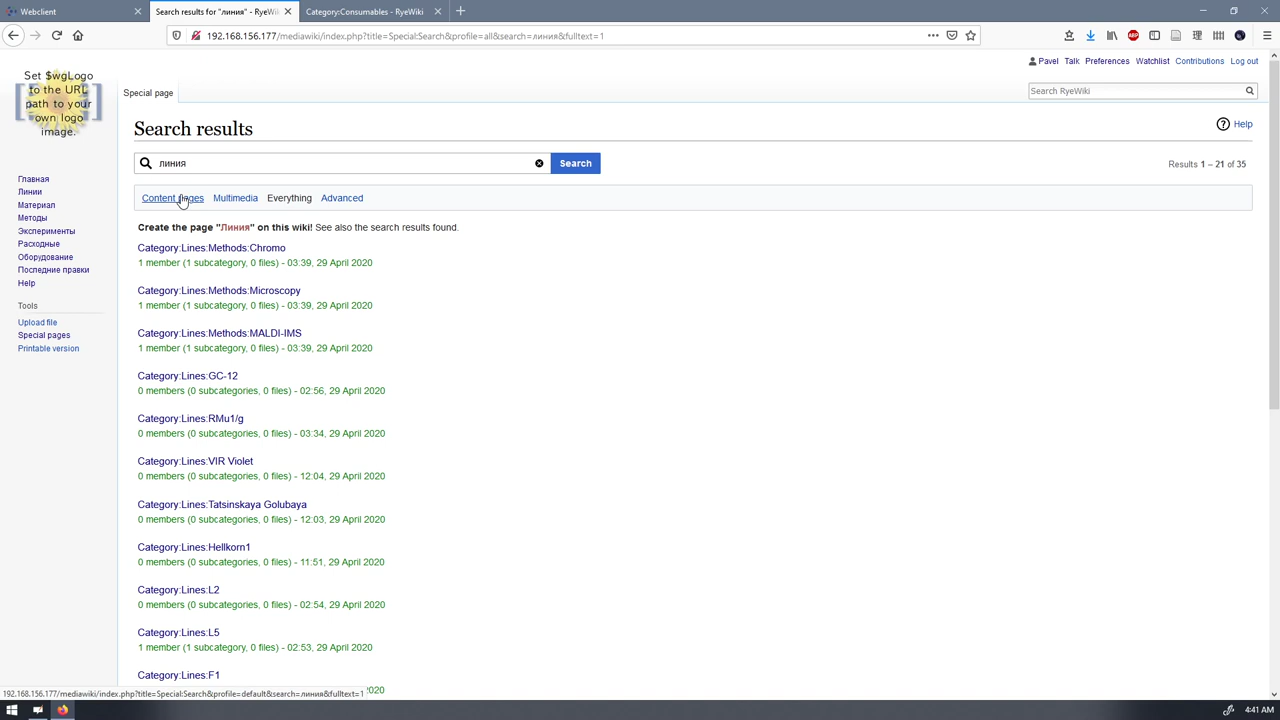 Webclient
Search results for "линия" - RyeWiki
Category:Consumables - RyeWiki
192.168.156.177/mediawiki/index.php?title=Special:Search&profile=all&search=линия&fulltext=1
Set $wgLogo
to the URL
path to your
own logo
image.
Pavel Talk Preferences Watchlist Contributions Log out
Special page
Search RyeWiki
Search results
Help
линия
Search
Results 1 – 21 of 35
Content pages Multimedia Everything Advanced
Create the page "Линия" on this wiki! See also the search results found.
Category:Lines:Methods:Chromo
1 member (1 subcategory, 0 files) - 03:39, 29 April 2020
Category:Lines:Methods:Microscopy
1 member (1 subcategory, 0 files) - 03:39, 29 April 2020
Category:Lines:Methods:MALDI-IMS
1 member (1 subcategory, 0 files) - 03:39, 29 April 2020
Category:Lines:GC-12
0 members (0 subcategories, 0 files) - 02:56, 29 April 2020
Category:Lines:RMu1/g
0 members (0 subcategories, 0 files) - 03:34, 29 April 2020
Category:Lines:VIR Violet
0 members (0 subcategories, 0 files) - 12:04, 29 April 2020
Category:Lines:Tatsinskaya Golubaya
0 members (0 subcategories, 0 files) - 12:03, 29 April 2020
Category:Lines:Hellkorn1
0 members (0 subcategories, 0 files) - 11:51, 29 April 2020
Category:Lines:L2
0 members (0 subcategories, 0 files) - 02:54, 29 April 2020
Category:Lines:L5
1 member (1 subcategory, 0 files) - 02:53, 29 April 2020
Category:Lines:F1
2020
Главная
Линии
Материал
Методы
Эксперименты
Расходные
Оборудование
Последние правки
Help
Tools
Upload file
Special pages
Printable version
192.168.156.177/mediawiki/index.php?title=Special:Search&profile=default&search=линия&fulltext=1
4:41 AM